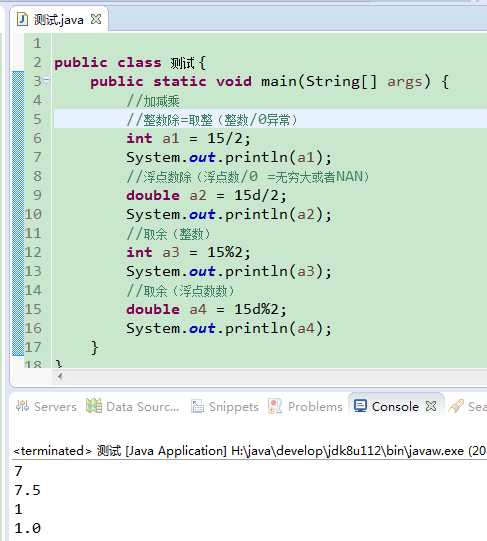 测试.java
1
2 public class 测试 {
3 public static void main(String[] args) {
4 //加减乘
5 //整数除=取整（整数/0异常）
6 int a1 = 15/2;
7 System.out.println(a1);
8 //浮点数除（浮点数/0 =无穷大或者NAN）
9 double a2 = 15d/2;
10 System.out.println(a2);
11 //取余（整数）
12 int a3 = 15%2;
13 System.out.println(a3);
14 //取余（浮点数数）
15 double a4 = 15d%2;
16 System.out.println(a4);
17 }
18 }
Servers Data Sourc... Snippets Problems Console Sea
<terminated> 测试 [Java Application] H:\java\develop\jdk8u112\bin\javaw.exe (20
7
7.5
1
1.0